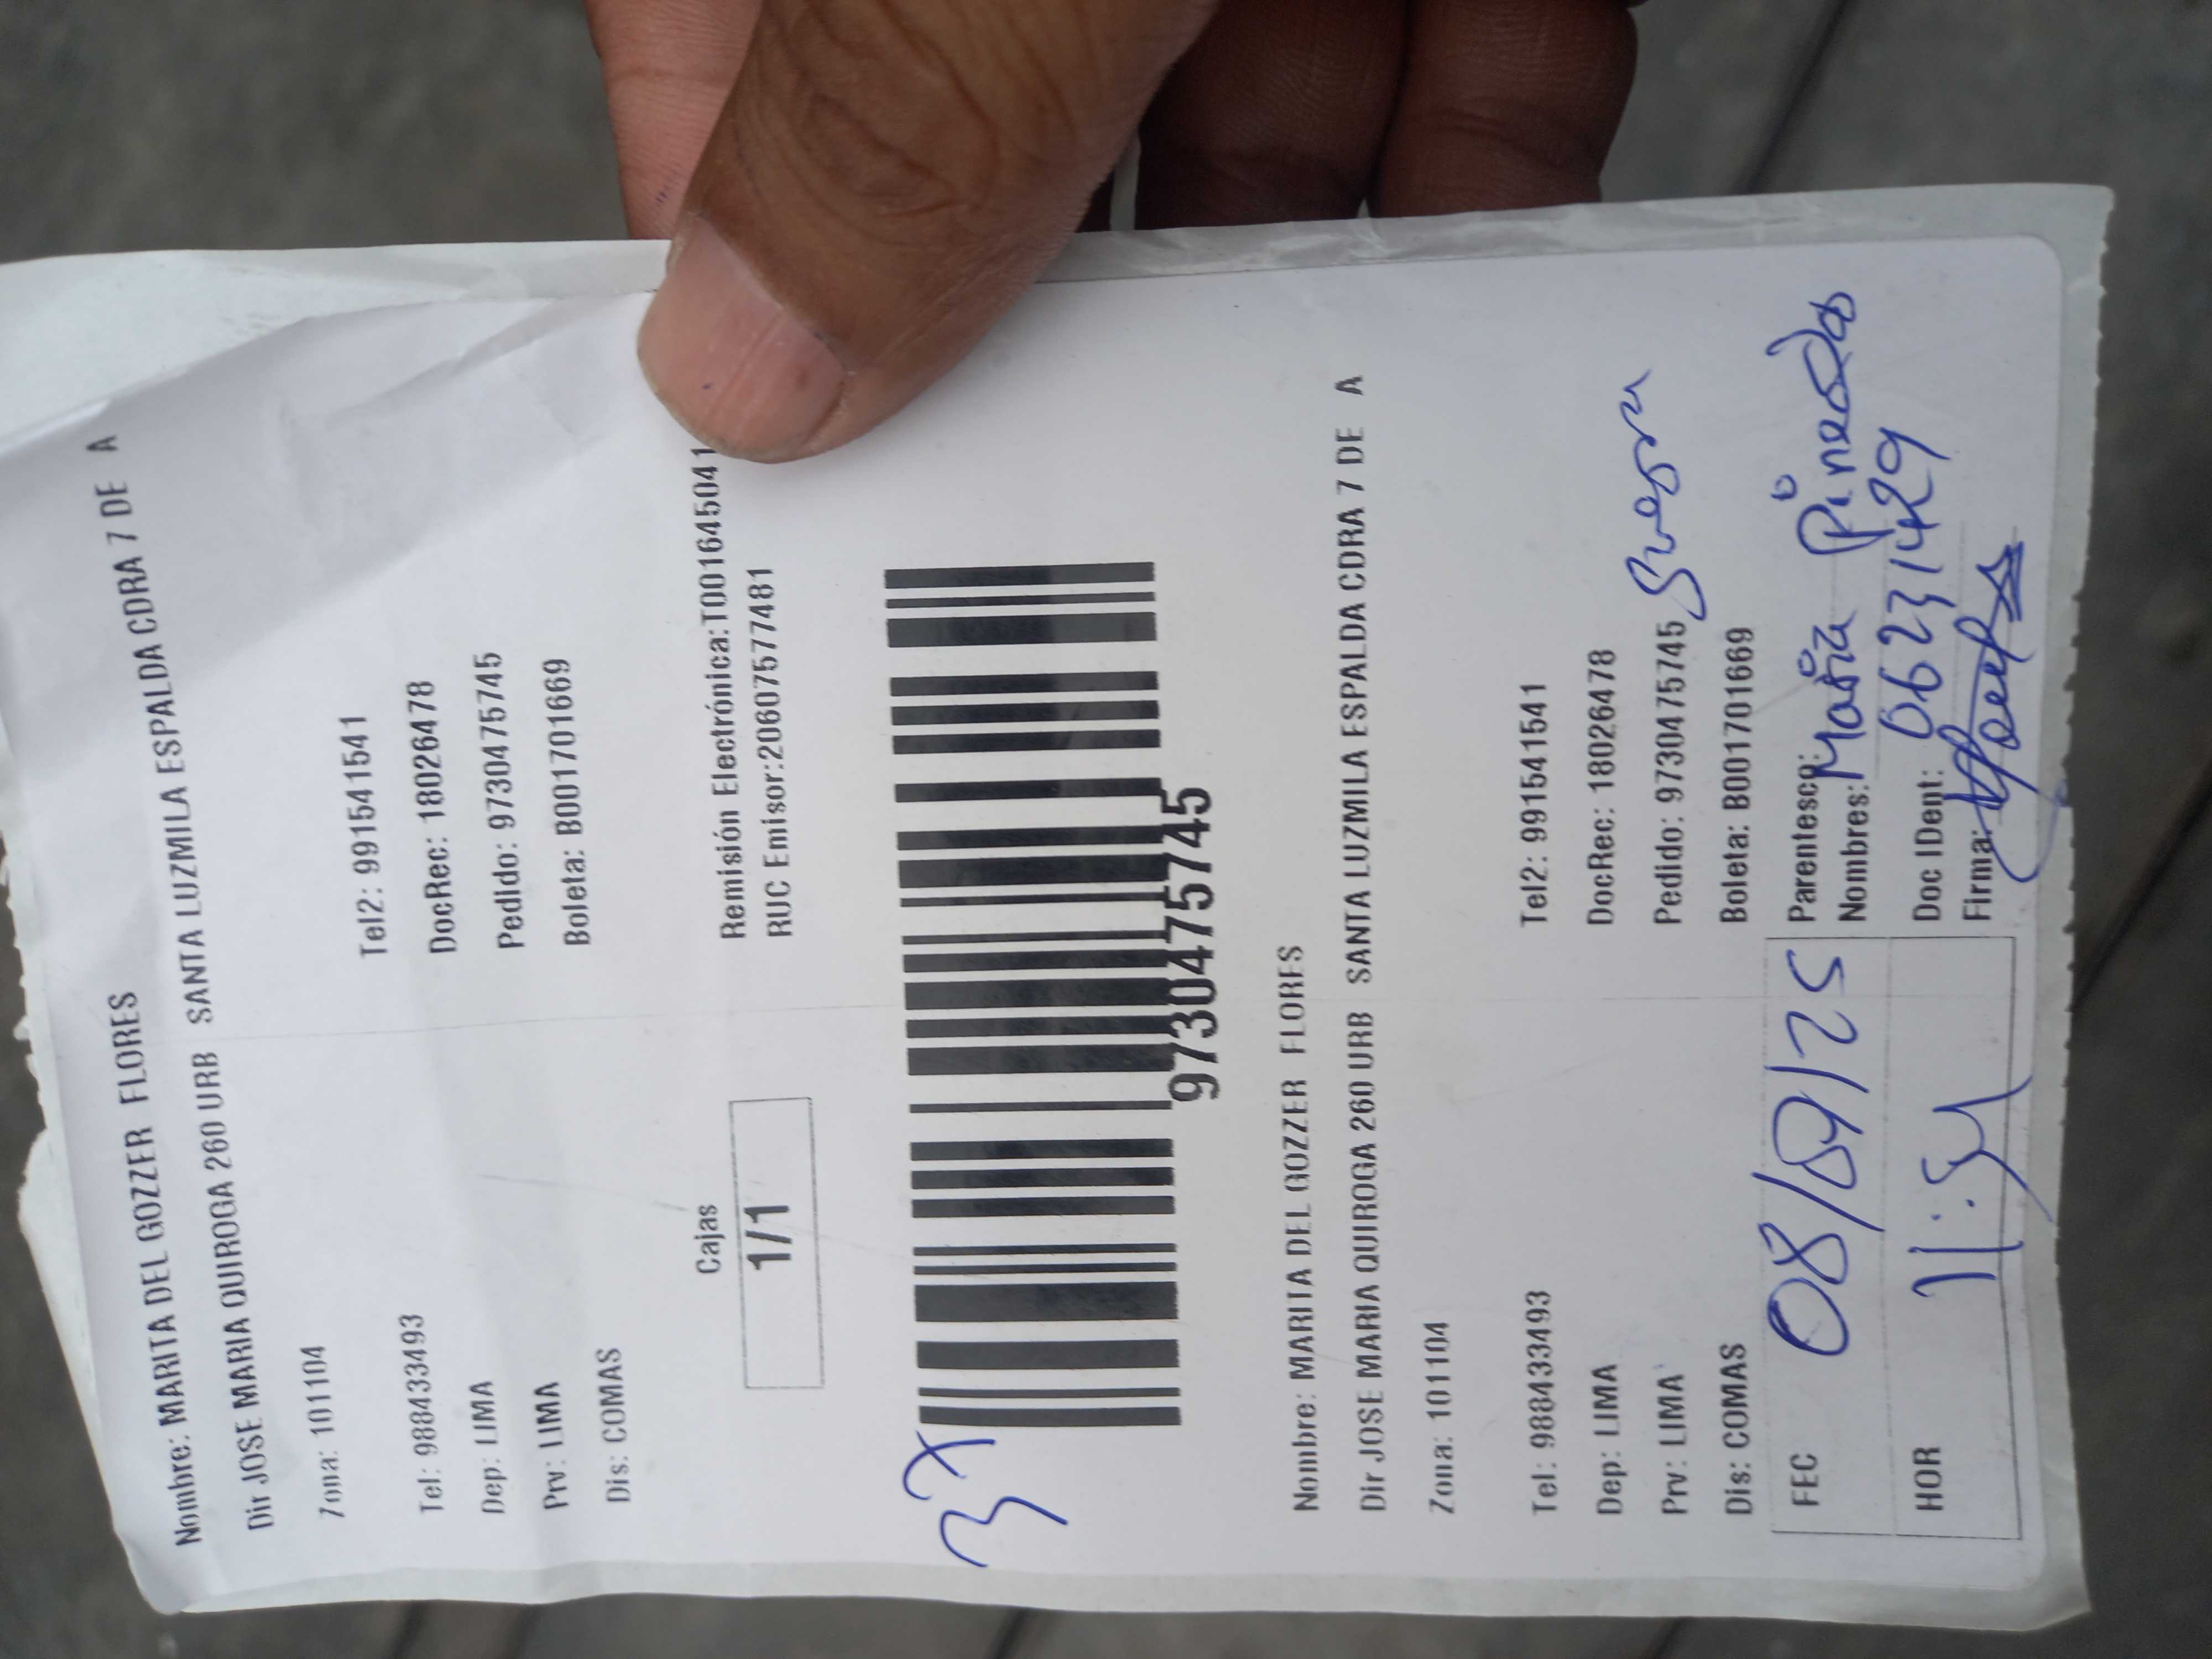 Nombre: MARITA DEL GOZZER FLORES
Dir JOSE MARIA QUIROGA 260 URB SANTA LUZMILA ESPALDA CDRA 7 DE A
Zona: 101104
Tel: 988433493 Tel2: 991541541
Dep: LIMA DocRec: 18026478
Prv: LIMA Pedido: 9730475745
Dis: COMAS Boleta: B001701669
Cajas Remisión Electrónica:T001645041
1/1 RUC Emisor:20607577481
37
9730475745
Nombre: MARITA DEL GOZZER FLORES
Dir JOSE MARIA QUIROGA 260 URB SANTA LUZMILA ESPALDA CDRA 7 DE A
Zona: 101104
Tel: 988433493 Tel2: 991541541
Dep: LIMA DocRec: 18026478
Prv: LIMA Pedido: 9730475745
Dis: COMAS Boleta: B001701669
Suegra
FEC 08/09/25 Parentesco:
Nombres: María Pineda
HOR Doc IDent: 06231429
Firma: